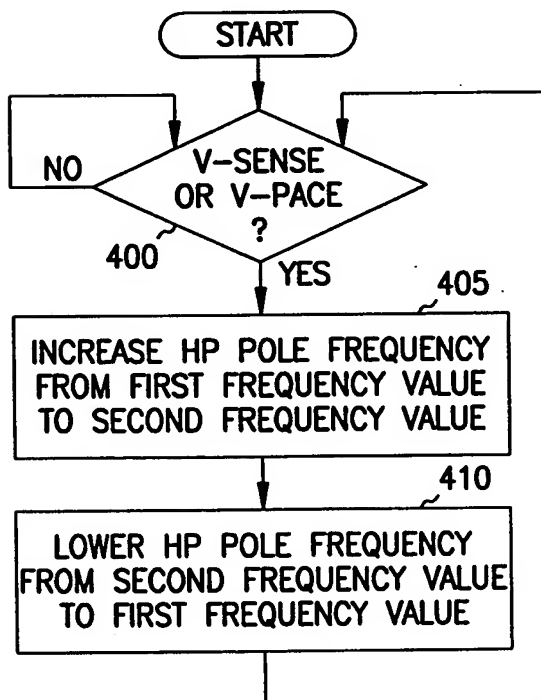 START
V-SENSE
OR V-PACE
?
NO
400
YES
405
INCREASE HP POLE FREQUENCY
FROM FIRST FREQUENCY VALUE
TO SECOND FREQUENCY VALUE
410
LOWER HP POLE FREQUENCY
FROM SECOND FREQUENCY VALUE
TO FIRST FREQUENCY VALUE